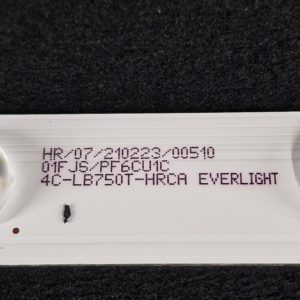 HR/07/210223/00510
01FJS/PF6CU1C
4C-LB750T-HRCA EVERLIGHT